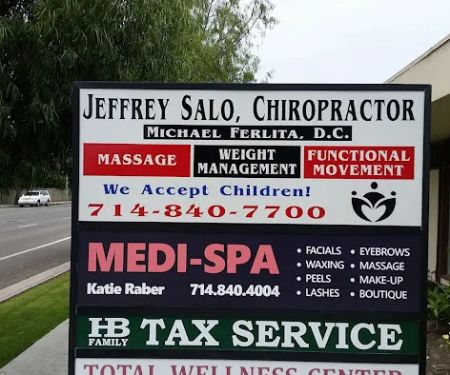 JEFFREY SALO, CHIROPRACTOR
MICHAEL FERLITA, D.C.
MASSAGE WEIGHT MANAGEMENT FUNCTIONAL MOVEMENT
We Accept Children!
714-840-7700
MEDI-SPA
Katie Raber 714.840.4004
• FACIALS • EYEBROWS
• WAXING • MASSAGE
• PEELS • MAKE-UP
• LASHES • BOUTIQUE
HB FAMILY TAX SERVICE
TOTAL WELLNESS CENTER